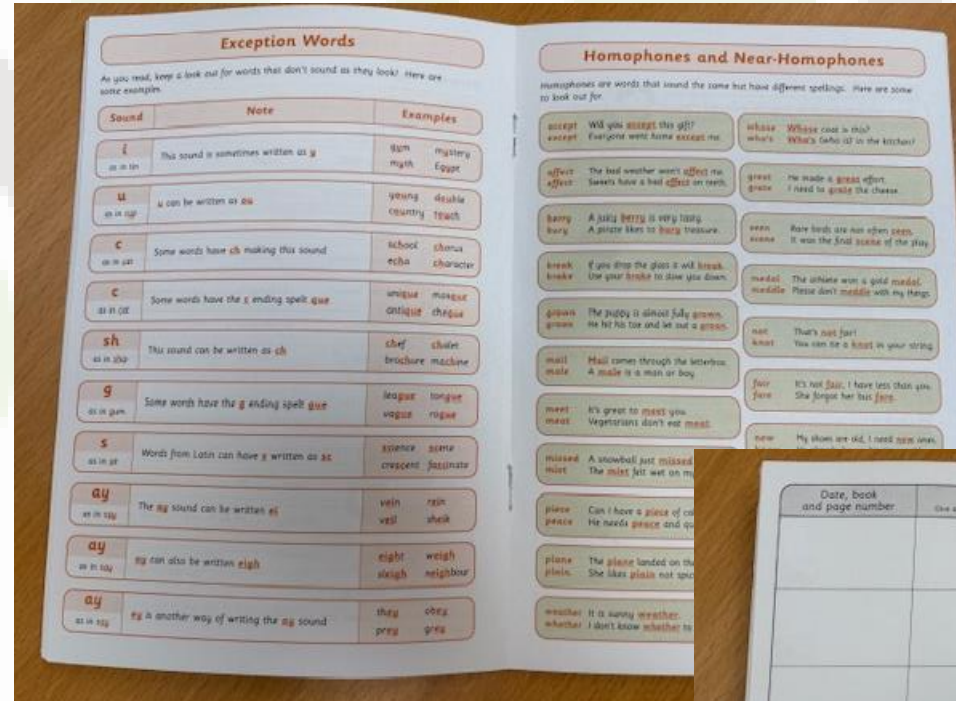 Exception Words
As you read, keep a look out for words that don't sound as they look! Here are
some examples.
Sound Note Examples
i
as in tin
This sound is sometimes written as y
gym mystery
myth Egypt
u
as in
u can be written as ou
young double
country touch
c
as in cat
Some words have ch making this sound
school chorus
echo character
c
as in cat
Some words have the c ending spelt que
unique mosque
antique cheque
sh
as in ship
This sound can be written as ch
chef chalet
brochure machine
g
as in gum
Some words have the g ending spelt gue
league tongue
vague rogue
s
as in sit
Words from Latin can have s written as sc
science scene
crescent fascinate
ay
as in say
The ay sound can be written ei
vein rein
veil sheik
ay
as in say
ay can also be written eigh
eight weigh
sleigh neighbour
ay
as in say
ey is another way of writing the ay sound
they obey
prey grey
Homophones and Near-Homophones
Homophones are words that sound the same but have different spellings. Here are some
to look out for.
accept Will you accept this gift?
except Everyone went home except me.
affect The bad weather won't affect me.
effect Sweets have a bad effect on teeth.
berry A juicy berry is very tasty.
bury A pirate likes to bury treasure.
break If you drop the glass it will break.
brake Use your brake to slow you down.
grown The puppy is almost fully grown.
groan He hit his toe and let out a groan.
mail Mail comes through the letterbox.
male A male is a man or boy.
meet It's great to meet you.
meat Vegetarians don't eat meat.
missed A snowball just missed
mist The mist felt wet on
piece Can I have a piece of
peace He needs peace and
plane The plane landed on
plain She likes plain not
weather It is sunny weather.
whether I don't know whether to
whose Whose coat is this?
who's Who's (who is) in the kitchen?
great He made a great effort.
grate I need to grate the cheese.
seen Rare birds are not often seen.
scene It was the final scene of the play.
medal The athlete won a gold medal.
meddle Please don't meddle with my things.
not That's not fair!
knot You can tie a knot in your string.
fair It's not fair, I have less than you.
fare She forgot her bus fare.
new My shoes are old, I need new ones.
Date, book
and page number